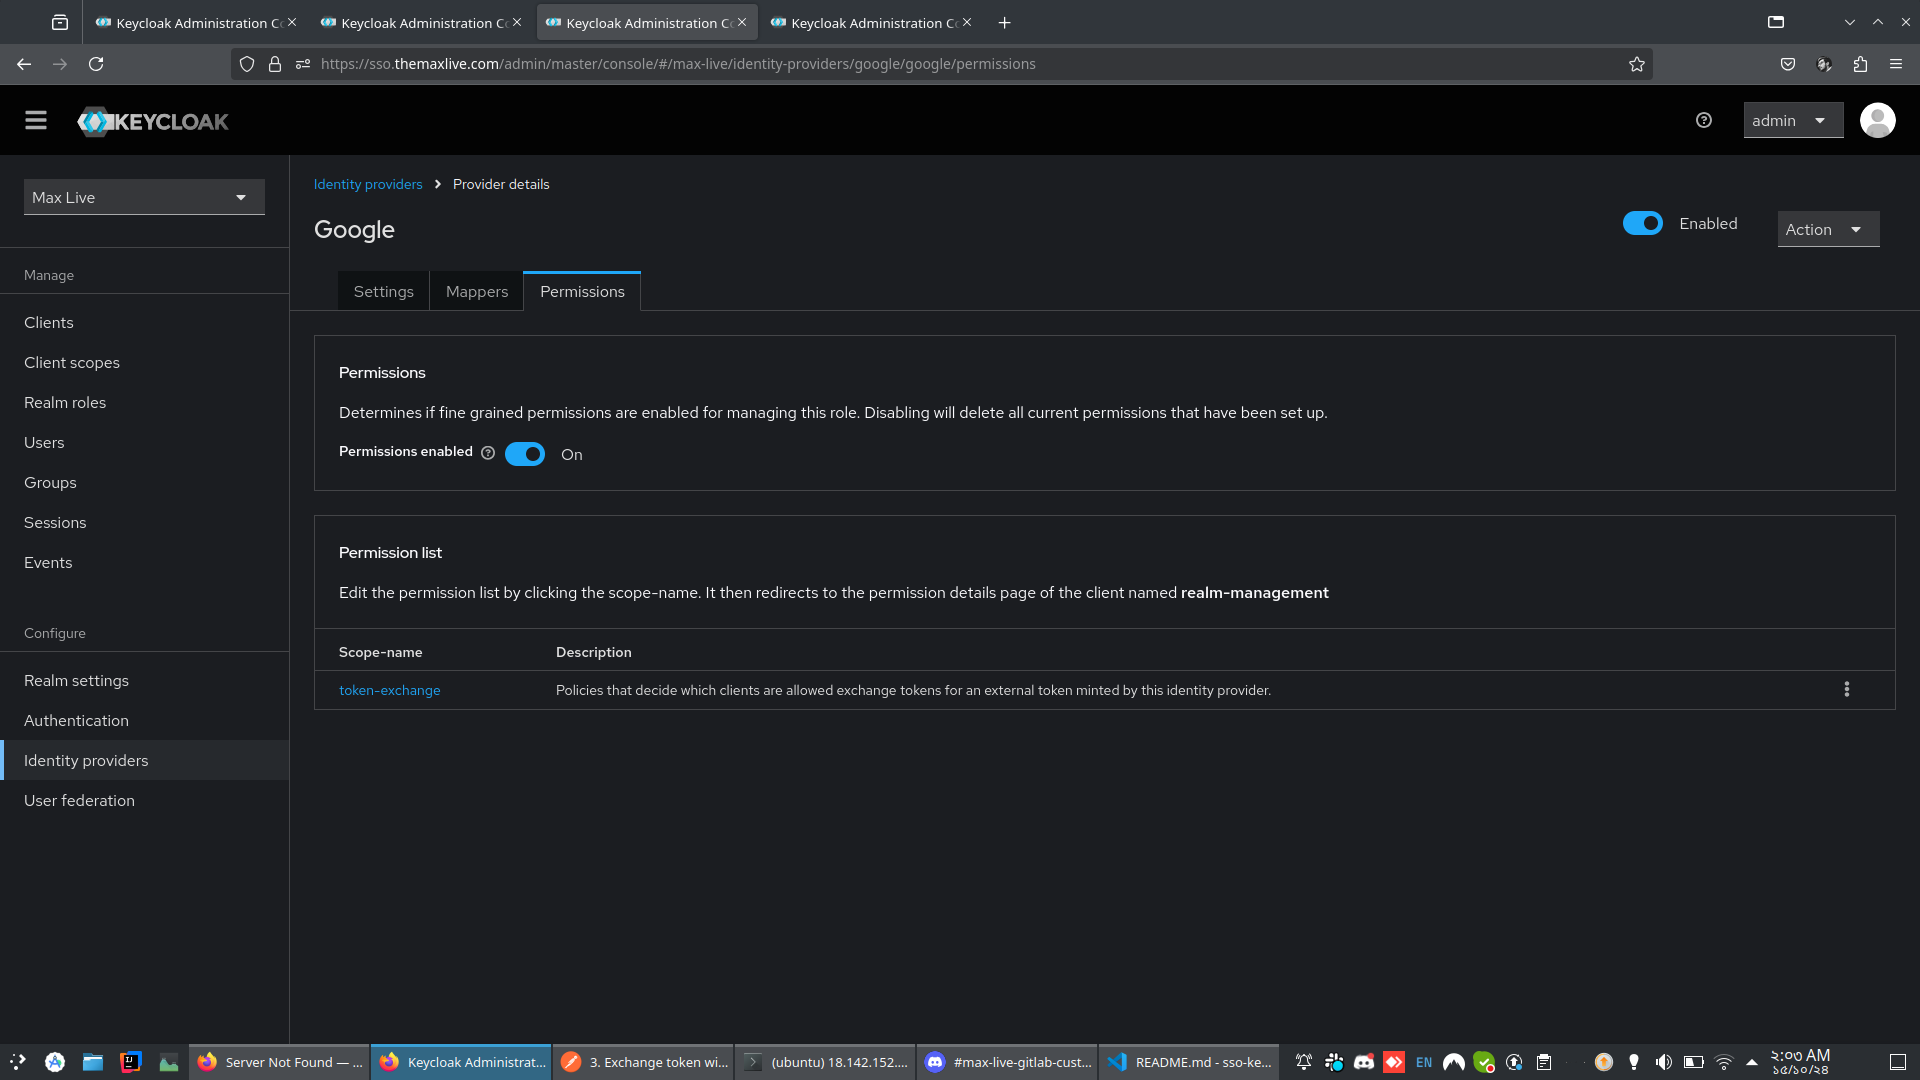 Keycloak Administration Co
Keycloak Administration C
Keycloak Administration C
Keycloak Administration Co
https://sso.themaxlive.com/admin/master/console/#/max-live/identity-providers/google/google/permissions
KEYCLOAK
admin
Max Live
Manage
Clients
Client scopes
Realm roles
Users
Groups
Sessions
Events
Configure
Realm settings
Authentication
Identity providers
User federation
Identity providers
Provider details
Google
Enabled
Action
Settings
Mappers
Permissions
Permissions
Determines if fine grained permissions are enabled for managing this role. Disabling will delete all current permissions that have been set up.
Permissions enabled
On
Permission list
Edit the permission list by clicking the scope-name. It then redirects to the permission details page of the client named realm-management
Scope-name Description
token-exchange Policies that decide which clients are allowed exchange tokens for an external token minted by this identity provider.
Server Not Found — ...
Keycloak Administrat...
3. Exchange token wi...
(ubuntu) 18.142.152....
#max-live-gitlab-cust...
README.md - sso-ke...
EN
২:০৩ AM
১৫/১০/২৪